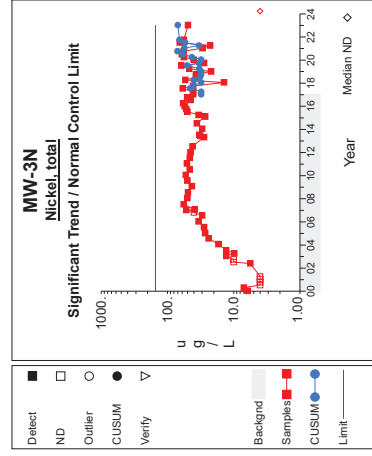 MW-3N
Nickel, total
Significant Trend / Normal Control Limit
1000.
100.
10.0
1.00
u
g/
L
00
02
04
06
08
10
12
14
16
18
20
22
24
Year
Median ND
Detect
ND
Outlier
CUSUM
Verify
Backgnd
Samples
CUSUM
Limit